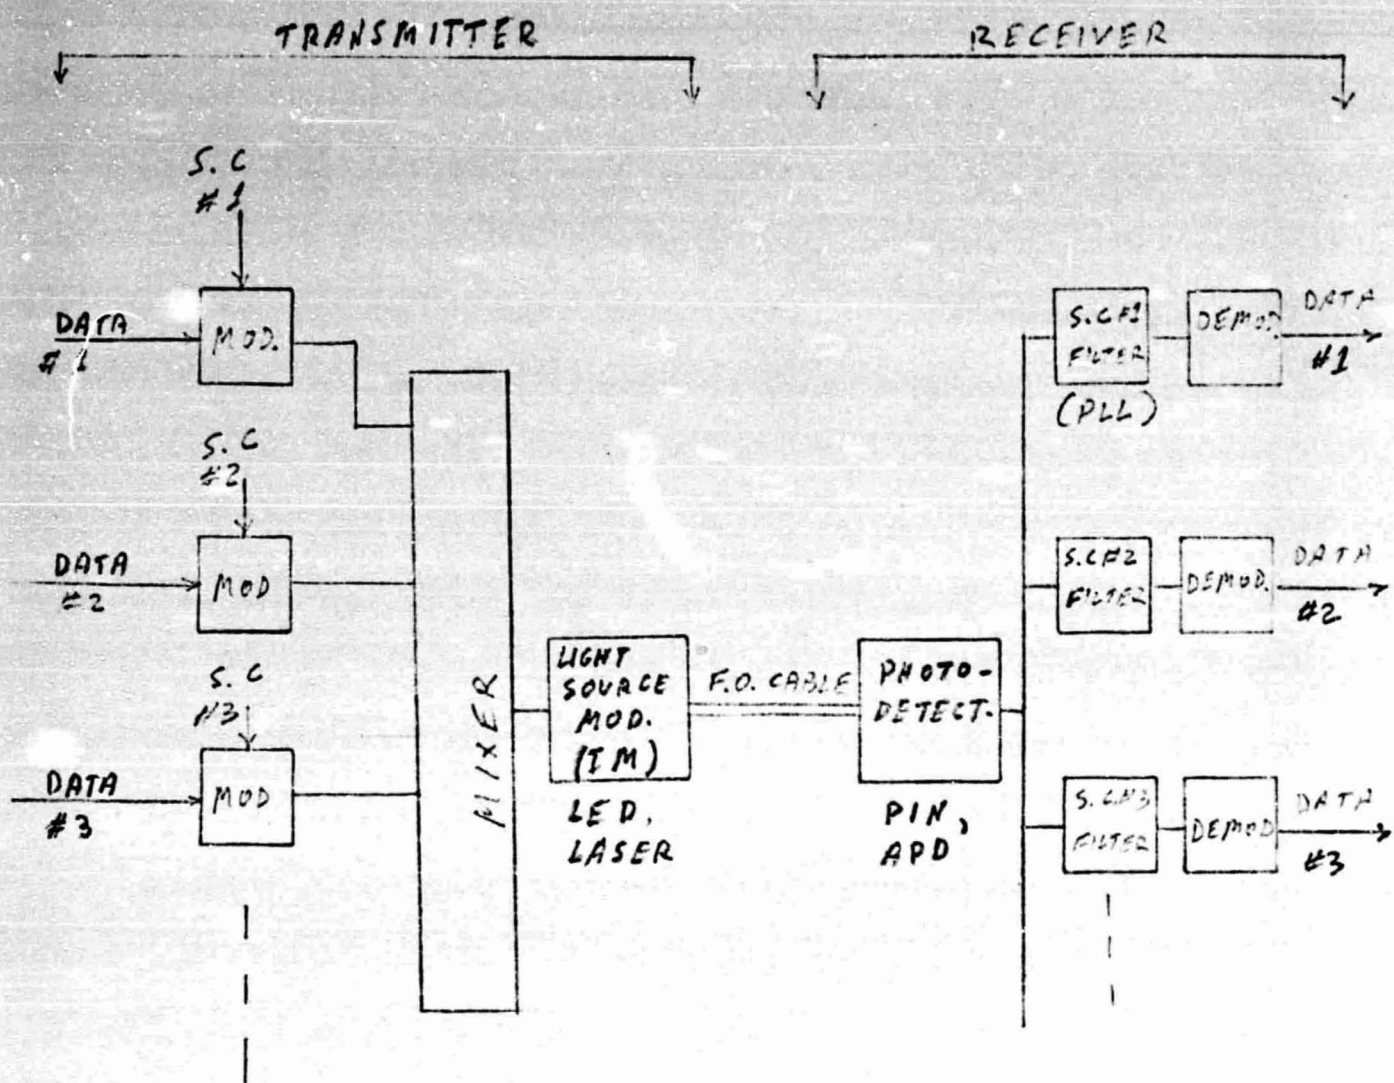 TRANSMITTER
RECEIVER
S. C
# 1
DATA
# 1
MOD.
S. C
#2
DATA
#2
MOD
S. C
#3
DATA
#3
MOD
MIXER
LIGHT
SOURCE
MOD.
(IM)
LED,
LASER
F.O. CABLE
PHOTO-
DETECT.
PIN,
APD
S.C#1
FILTER
(PLL)
DEMOD.
DATA
#1
S.C#2
FILTER
DEMOD.
DATA
#2
S.C#3
FILTER
DEMOD
DATA
#3